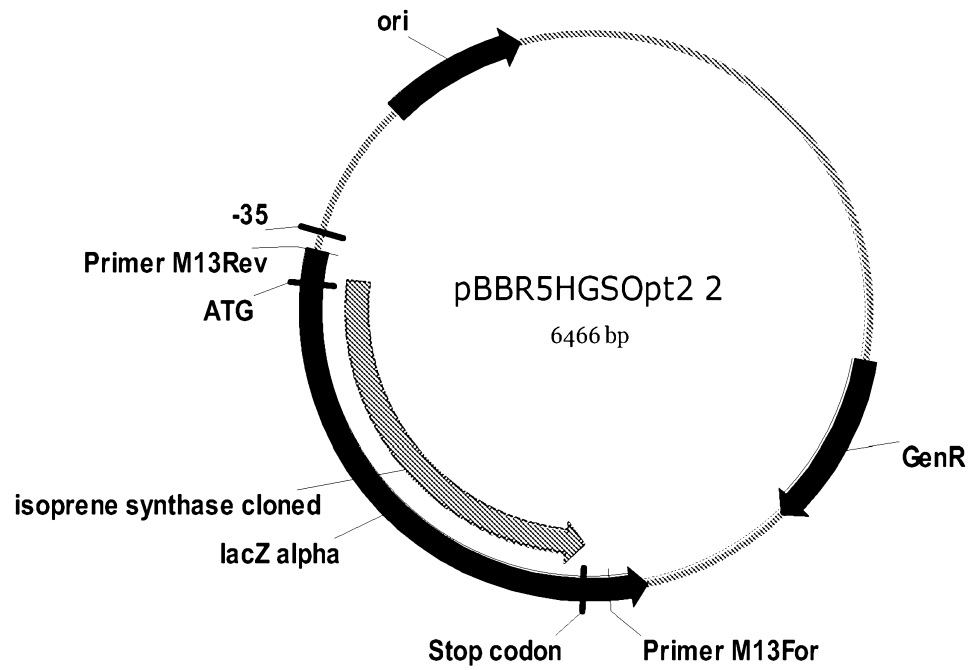 ori
-35
Primer M13Rev
ATG
pBBR5HGSOpt2 2
6466 bp
GenR
isoprene synthase cloned
lacZ alpha
Stop codon
Primer M13For